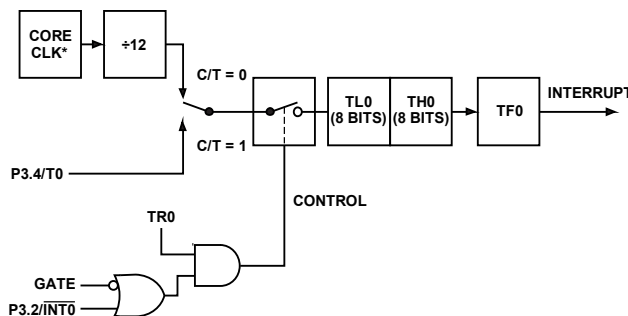 CORE
CLK*
÷12
C/T = 0
C/T = 1
P3.4/T0
TL0
(8 BITS)
TH0
(8 BITS)
TF0
INTERRUPT
CONTROL
TR0
GATE
P3.2/INT0